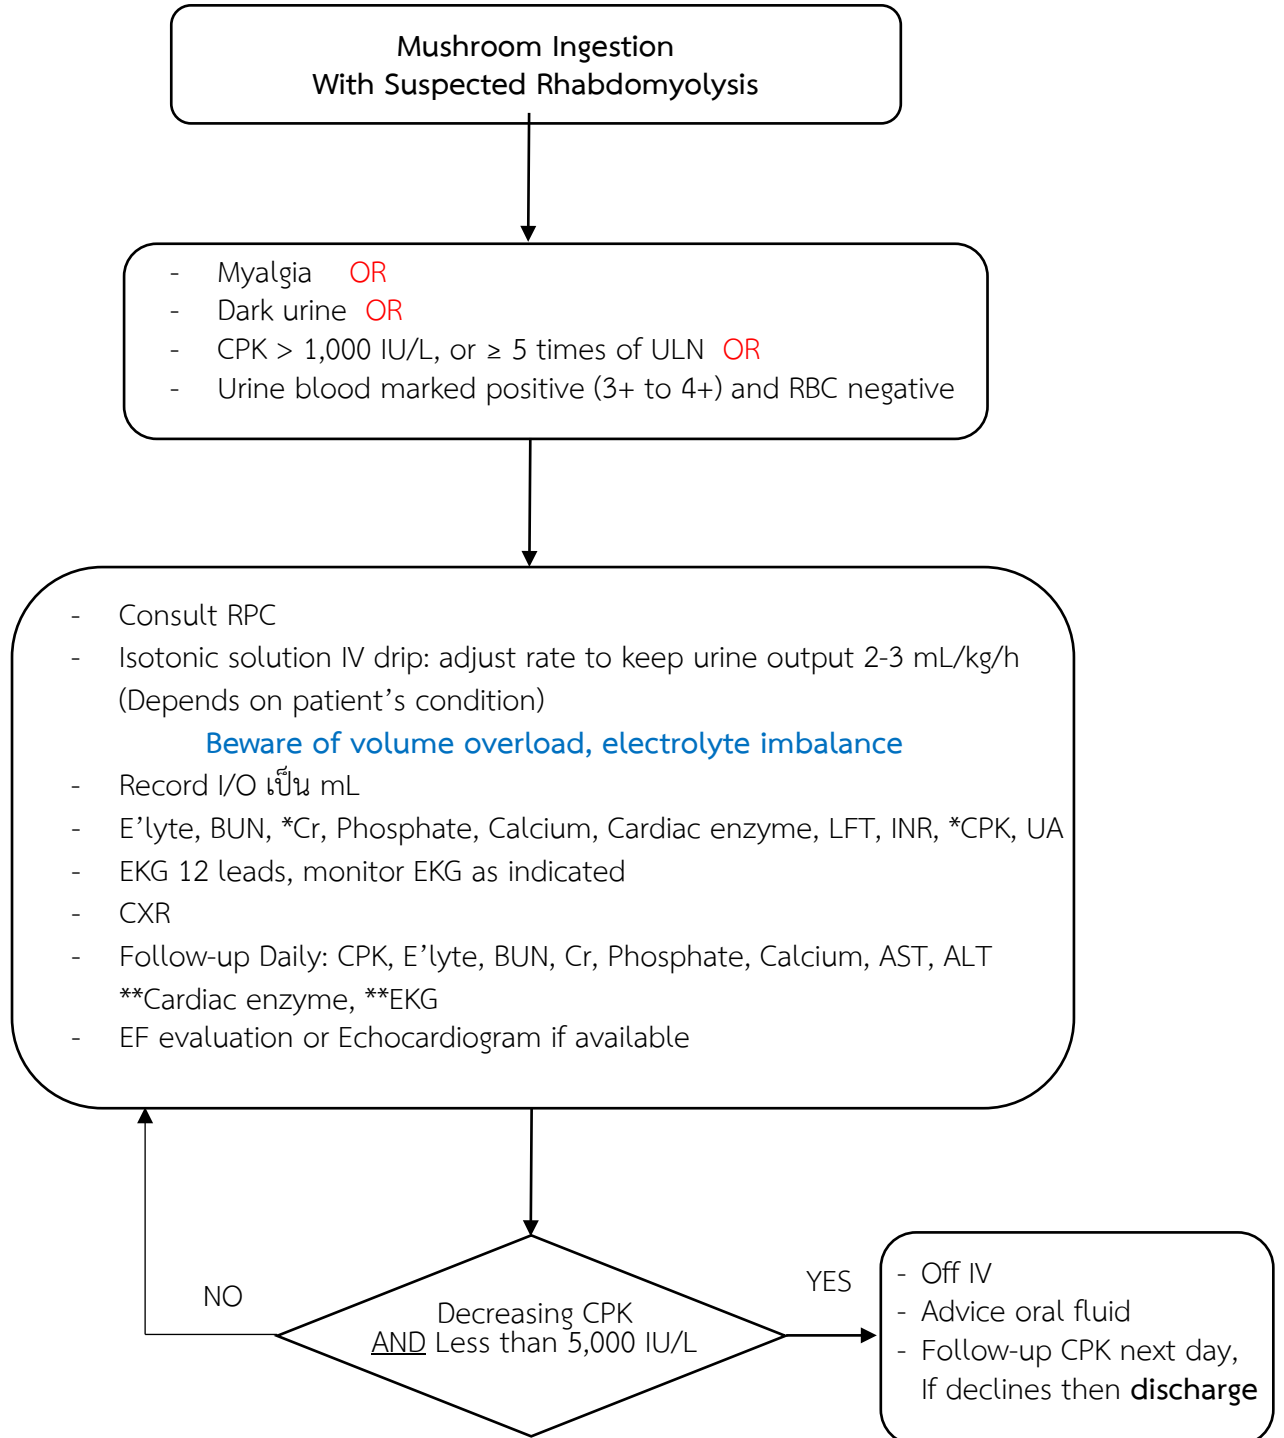 Mushroom Ingestion
With Suspected Rhabdomyolysis
- Myalgia OR
- Dark urine OR
- CPK > 1,000 IU/L, or ≥ 5 times of ULN OR
- Urine blood marked positive (3+ to 4+) and RBC negative
- Consult RPC
- Isotonic solution IV drip: adjust rate to keep urine output 2-3 mL/kg/h
(Depends on patient’s condition)
Beware of volume overload, electrolyte imbalance
- Record I/O เป็น mL
- E’lyte, BUN, *Cr, Phosphate, Calcium, Cardiac enzyme, LFT, INR, *CPK, UA
- EKG 12 leads, monitor EKG as indicated
- CXR
- Follow-up Daily: CPK, E’lyte, BUN, Cr, Phosphate, Calcium, AST, ALT
**Cardiac enzyme, **EKG
- EF evaluation or Echocardiogram if available
NO
Decreasing CPK
AND Less than 5,000 IU/L
YES
- Off IV
- Advice oral fluid
- Follow-up CPK next day,
If declines then discharge